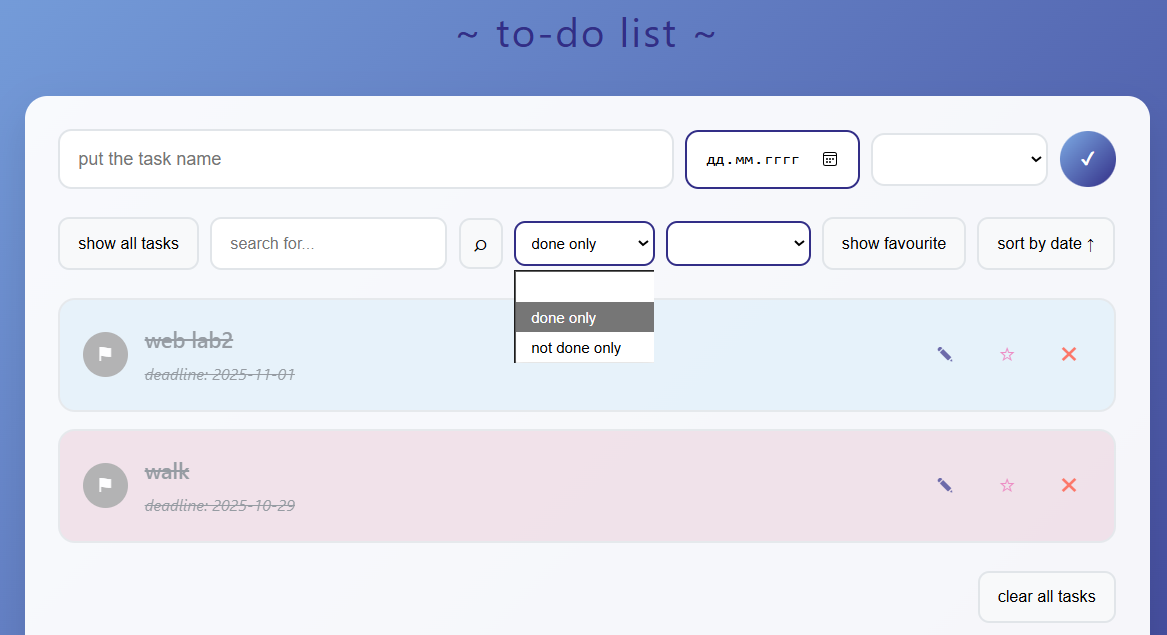 ~ to-do list ~
put the task name
дд.мм.гггг
show all tasks
search for...
done only
show favourite
sort by date ↑
done only
not done only
web lab2
deadline: 2025-11-01
walk
deadline: 2025-10-29
clear all tasks